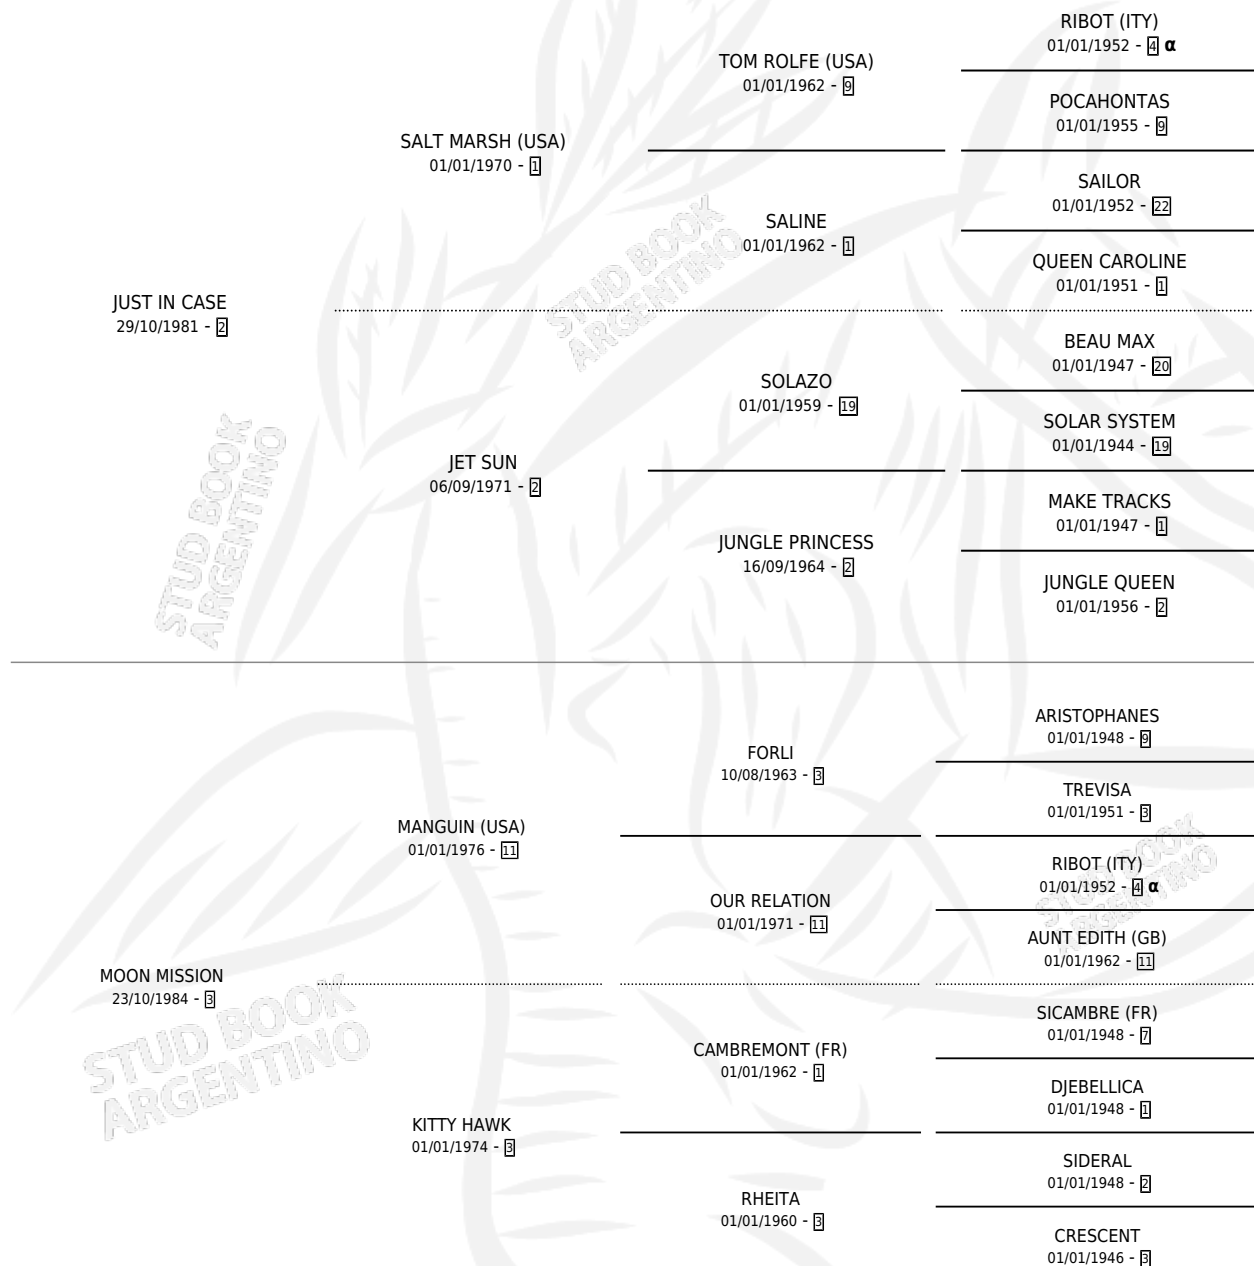 RIBOT (ITY)
01/01/1952 - 4 α
TOM ROLFE (USA)
01/01/1962 - 9
POCAHONTAS
01/01/1955 - 9
SALT MARSH (USA)
01/01/1970 - 1
SAILOR
01/01/1952 - 22
SALINE
01/01/1962 - 1
QUEEN CAROLINE
01/01/1951 - 1
JUST IN CASE
29/10/1981 - 2
BEAU MAX
01/01/1947 - 20
SOLAZO
01/01/1959 - 19
SOLAR SYSTEM
01/01/1944 - 19
JET SUN
06/09/1971 - 2
MAKE TRACKS
01/01/1947 - 1
JUNGLE PRINCESS
16/09/1964 - 2
JUNGLE QUEEN
01/01/1956 - 2
ARISTOPHANES
01/01/1948 - 9
FORLI
10/08/1963 - 3
TREVISA
01/01/1951 - 3
MANGUIN (USA)
01/01/1976 - 11
RIBOT (ITY)
01/01/1952 - 4 α
OUR RELATION
01/01/1971 - 11
AUNT EDITH (GB)
01/01/1962 - 11
MOON MISSION
23/10/1984 - 3
SICAMBRE (FR)
01/01/1948 - 7
CAMBREMONT (FR)
01/01/1962 - 1
DJEBELLICA
01/01/1948 - 1
KITTY HAWK
01/01/1974 - 3
SIDERAL
01/01/1948 - 2
RHEITA
01/01/1960 - 3
CRESCENT
01/01/1946 - 3
STUD BOOK
ARGENTINO
STUD BOOK
ARGENTINO
STUD BOOK
ARGENTINO
STUD BOOK
ARGENTINO